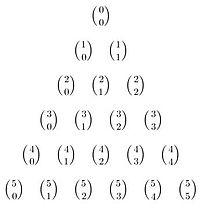 (0 0)
(1 0) (1 1)
(2 0) (2 1) (2 2)
(3 0) (3 1) (3 2) (3 3)
(4 0) (4 1) (4 2) (4 3) (4 4)
(5 0) (5 1) (5 2) (5 3) (5 4) (5 5)